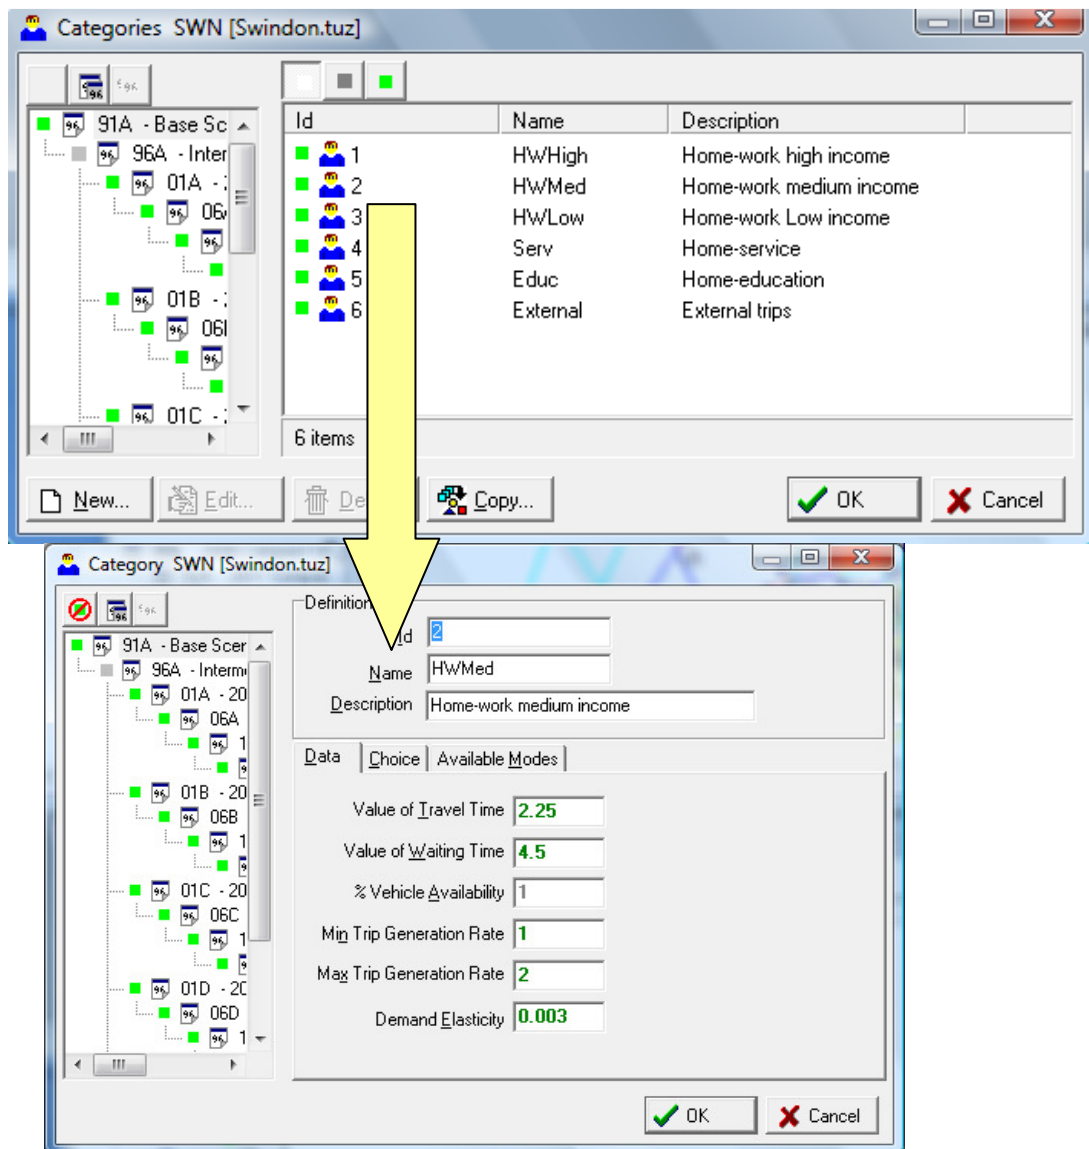 Categories SWN [Swindon.tuz]
91A - Base Sc
96A - Inter
01A - 
06
01B - 
06
01C - 
Id Name Description
1 HWHigh Home-work high income
2 HWMed Home-work medium income
3 HWLow Home-work Low income
4 Serv Home-service
5 Educ Home-education
6 External External trips
6 items
New... Edit... De Copy... OK Cancel
Category SWN [Swindon.tuz]
91A - Base Scer
96A - Interm
01A - 20
06A
1
01B - 20
06B
1
01C - 20
06C
1
01D - 20
06D
1
Definition
Id 2
Name HWMed
Description Home-work medium income
Data Choice Available Modes
Value of Travel Time 2.25
Value of Waiting Time 4.5
% Vehicle Availability 1
Min Trip Generation Rate 1
Max Trip Generation Rate 2
Demand Elasticity 0.003
OK Cancel